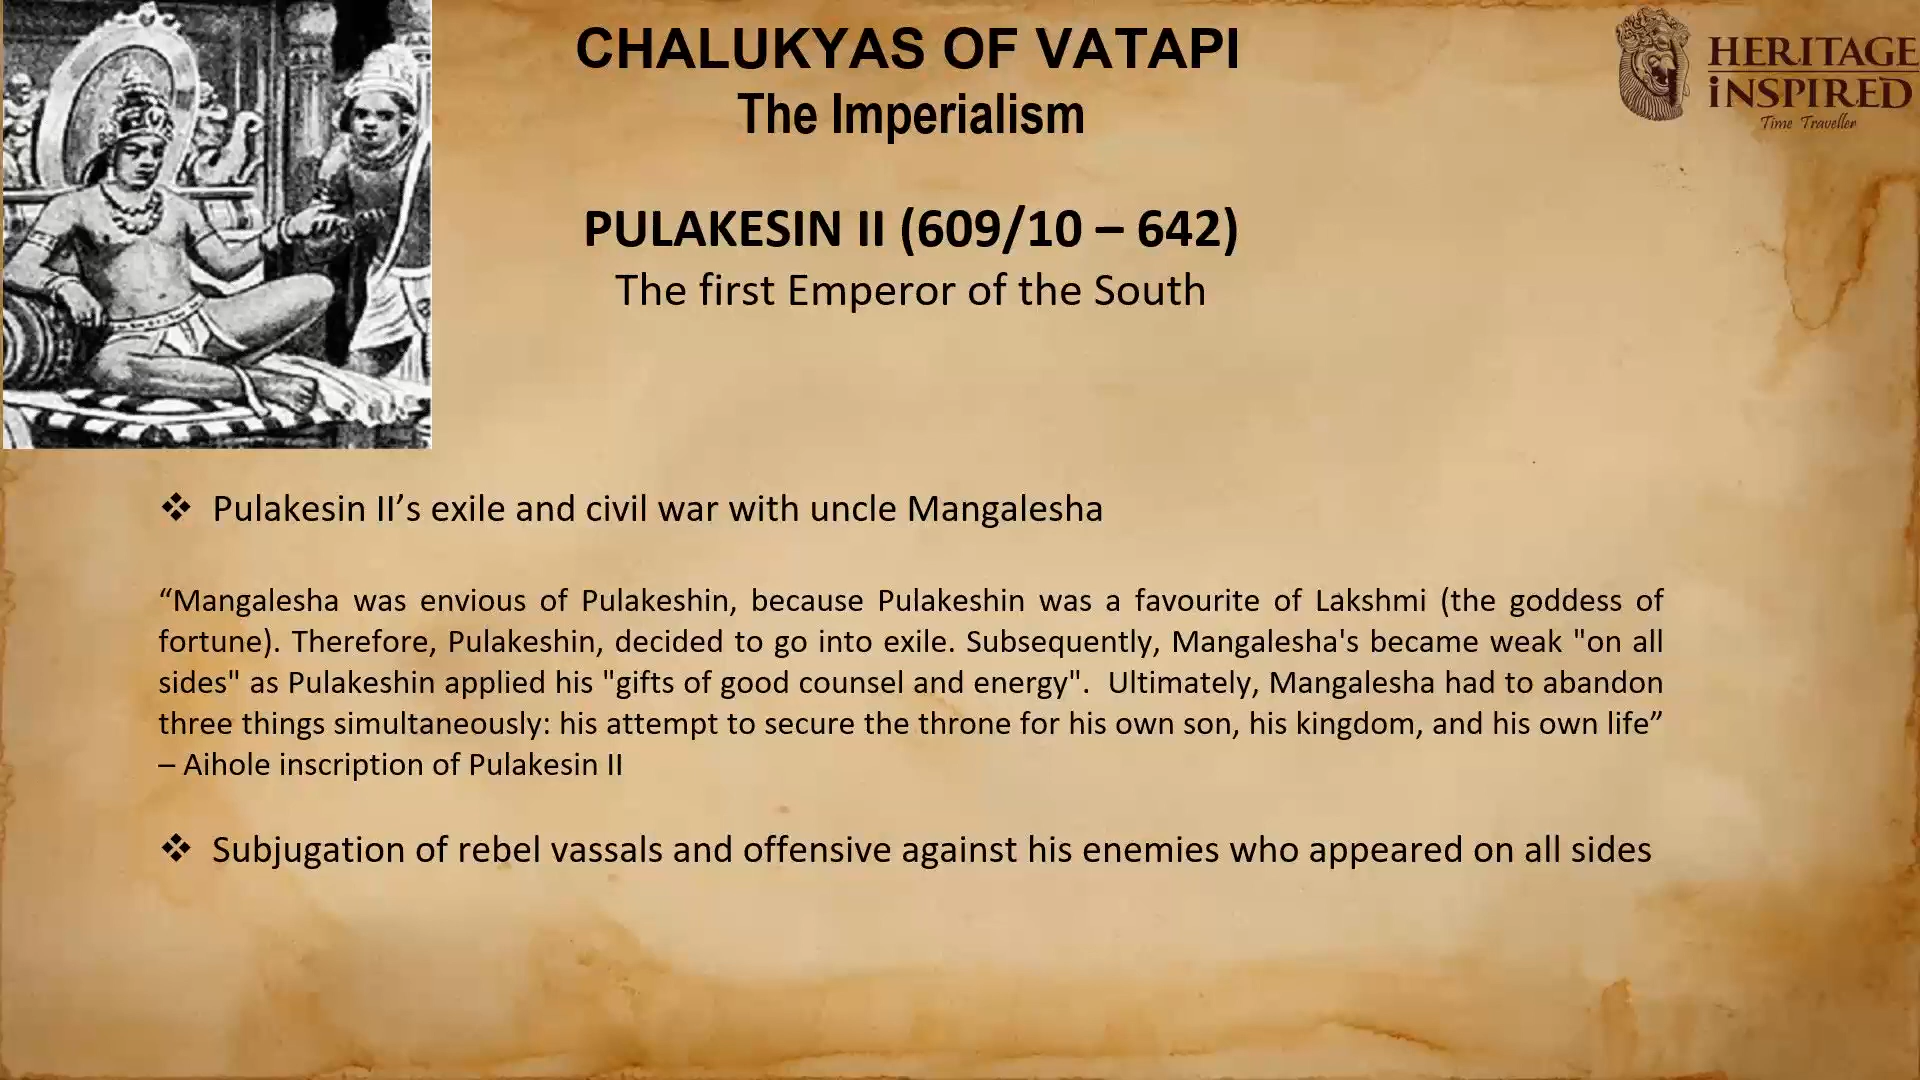 CHALUKYAS OF VATAPI
The Imperialism
HERITAGE
iNSPIRED
Time Traveller
PULAKESIN II (609/10 – 642)
The first Emperor of the South
❖ Pulakesin II’s exile and civil war with uncle Mangalesha
“Mangalesha was envious of Pulakeshin, because Pulakeshin was a favourite of Lakshmi (the goddess of
fortune). Therefore, Pulakeshin, decided to go into exile. Subsequently, Mangalesha's became weak "on all
sides" as Pulakeshin applied his "gifts of good counsel and energy".  Ultimately, Mangalesha had to abandon
three things simultaneously: his attempt to secure the throne for his own son, his kingdom, and his own life”
– Aihole inscription of Pulakesin II
❖ Subjugation of rebel vassals and offensive against his enemies who appeared on all sides